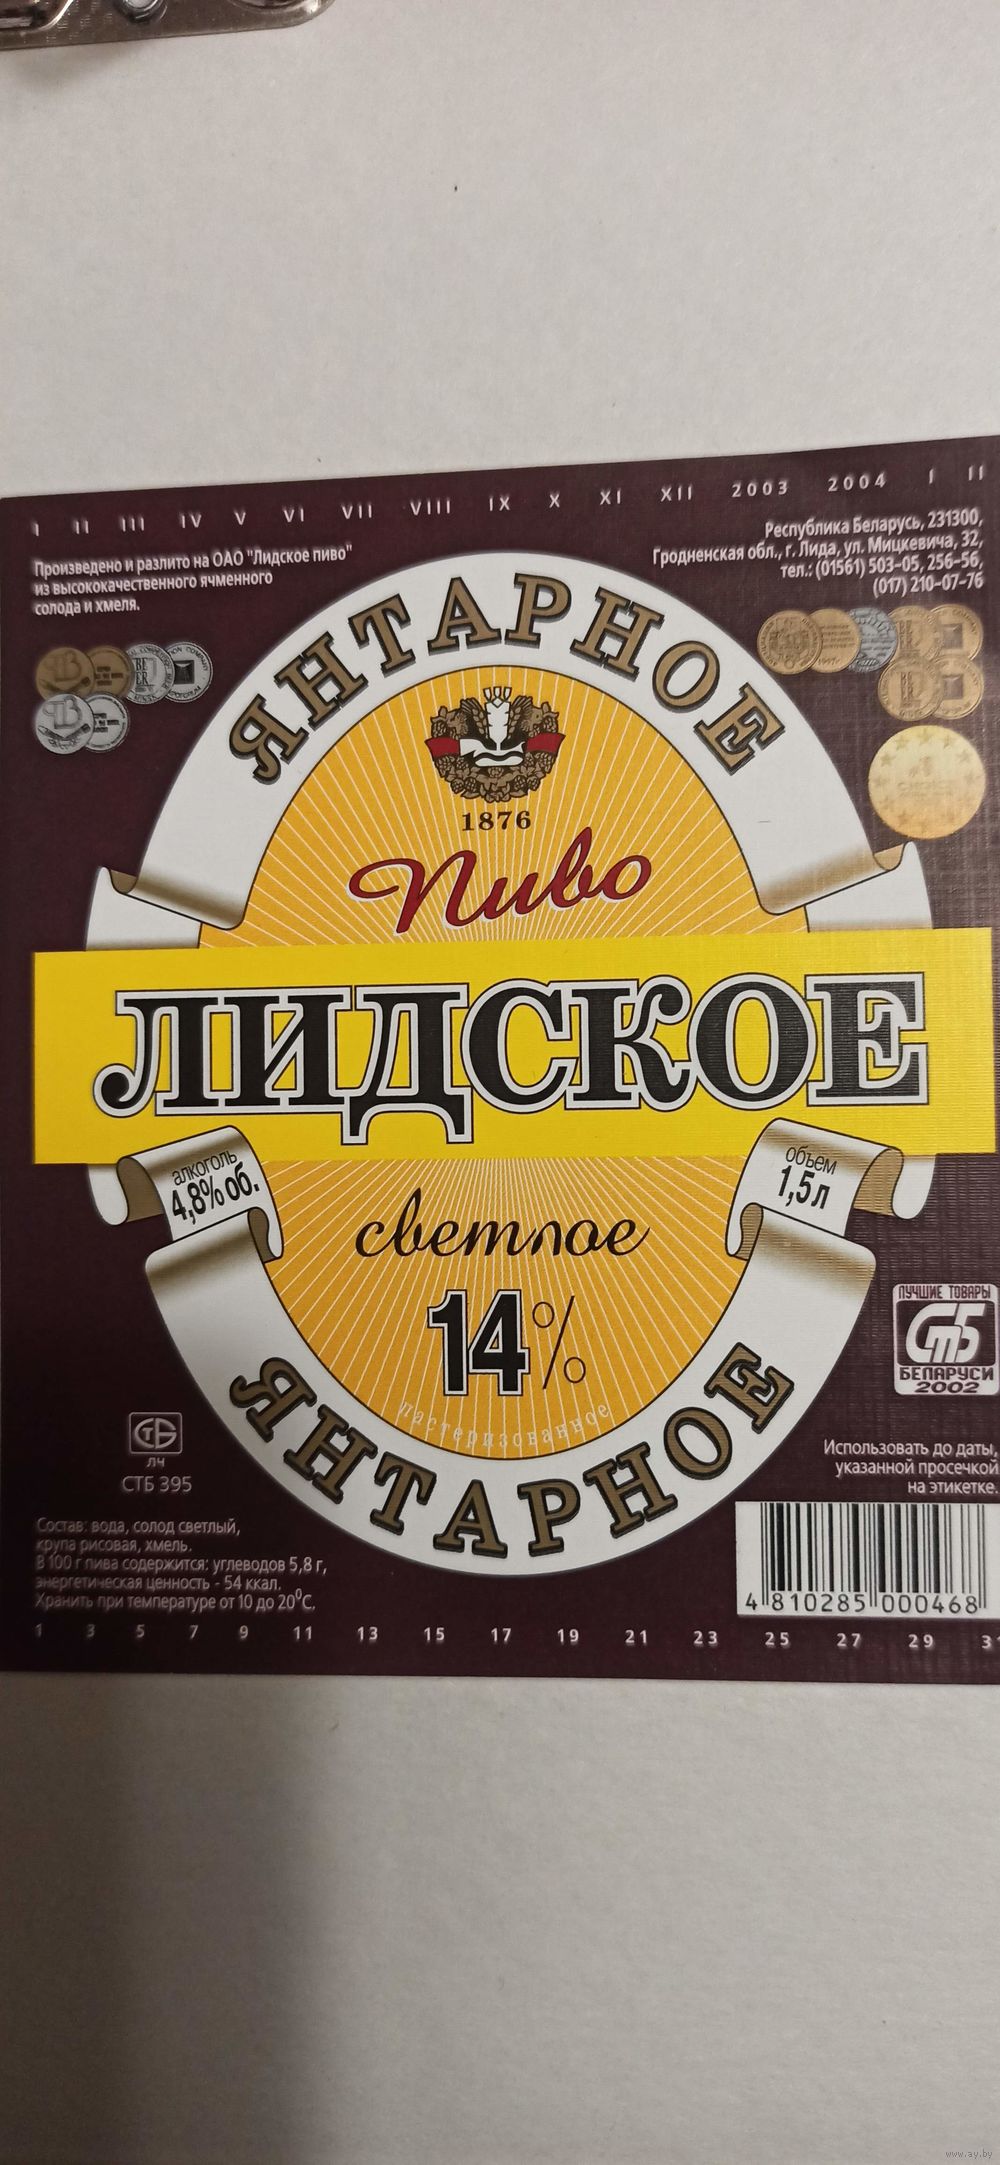 I II III IV V VI VII VIII IX X XI XII 2003 2004 I II
Произведено и разлито на ОАО "Лидское пиво"
из высококачественного ячменного
солода и хмеля.
Республика Беларусь, 231300,
Гродненская обл., г. Лида, ул. Мицкевича, 32,
тел.: (01561) 503-05, 256-56,
(017) 210-07-76
ЯНТАРНОЕ
1876
Пиво
ЛИДСКОЕ
алкоголь
4,8% об.
объем
1,5 л
светлое
14%
пастеризованное
ЯНТАРНОЕ
ЛУЧШИЕ ТОВАРЫ
СтБ
БЕЛАРУСИ
2002
СТБ
ЛЧ
СТБ 395
Использовать до даты,
указанной просечкой
на этикетке.
Состав: вода, солод светлый,
крупа рисовая, хмель.
В 100 г пива содержится: углеводов 5,8 г,
энергетическая ценность - 54 ккал.
Хранить при температуре от 10 до 20⁰С.
4 810285 000468
1 3 5 7 9 11 13 15 17 19 21 23 25 27 29 31
www.ay.by